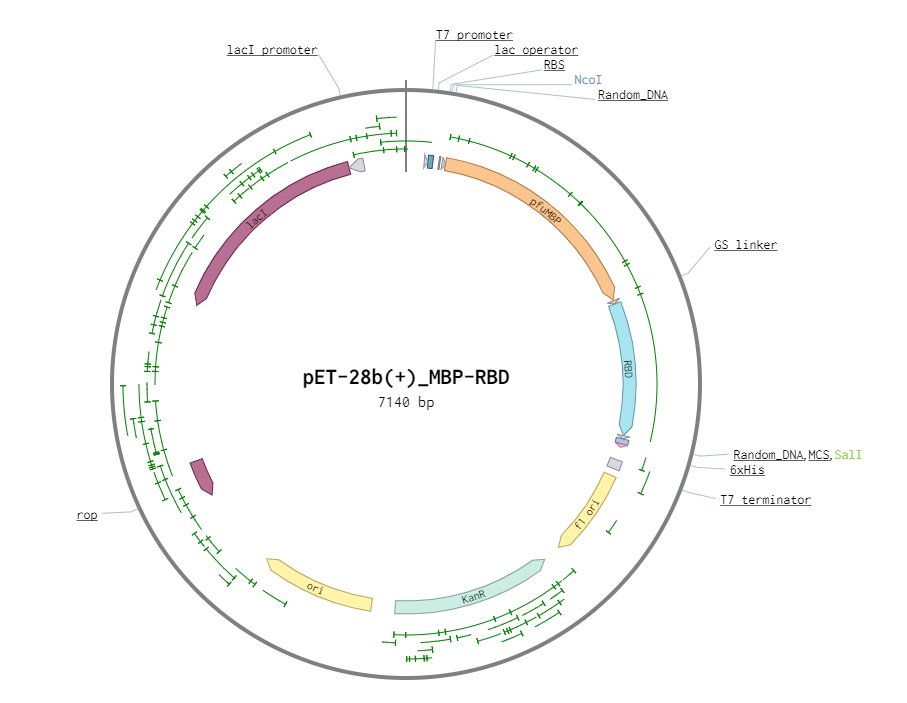 T7 promoter
lacI promoter
lac operator
RBS
NcoI
Random_DNA
lacI
pfuMBP
GS linker
RBD
pET-28b(+)_MBP-RBD
7140 bp
Random_DNA, MCS, SalI
6xHis
T7 terminator
rop
f1 ori
ori
KanR